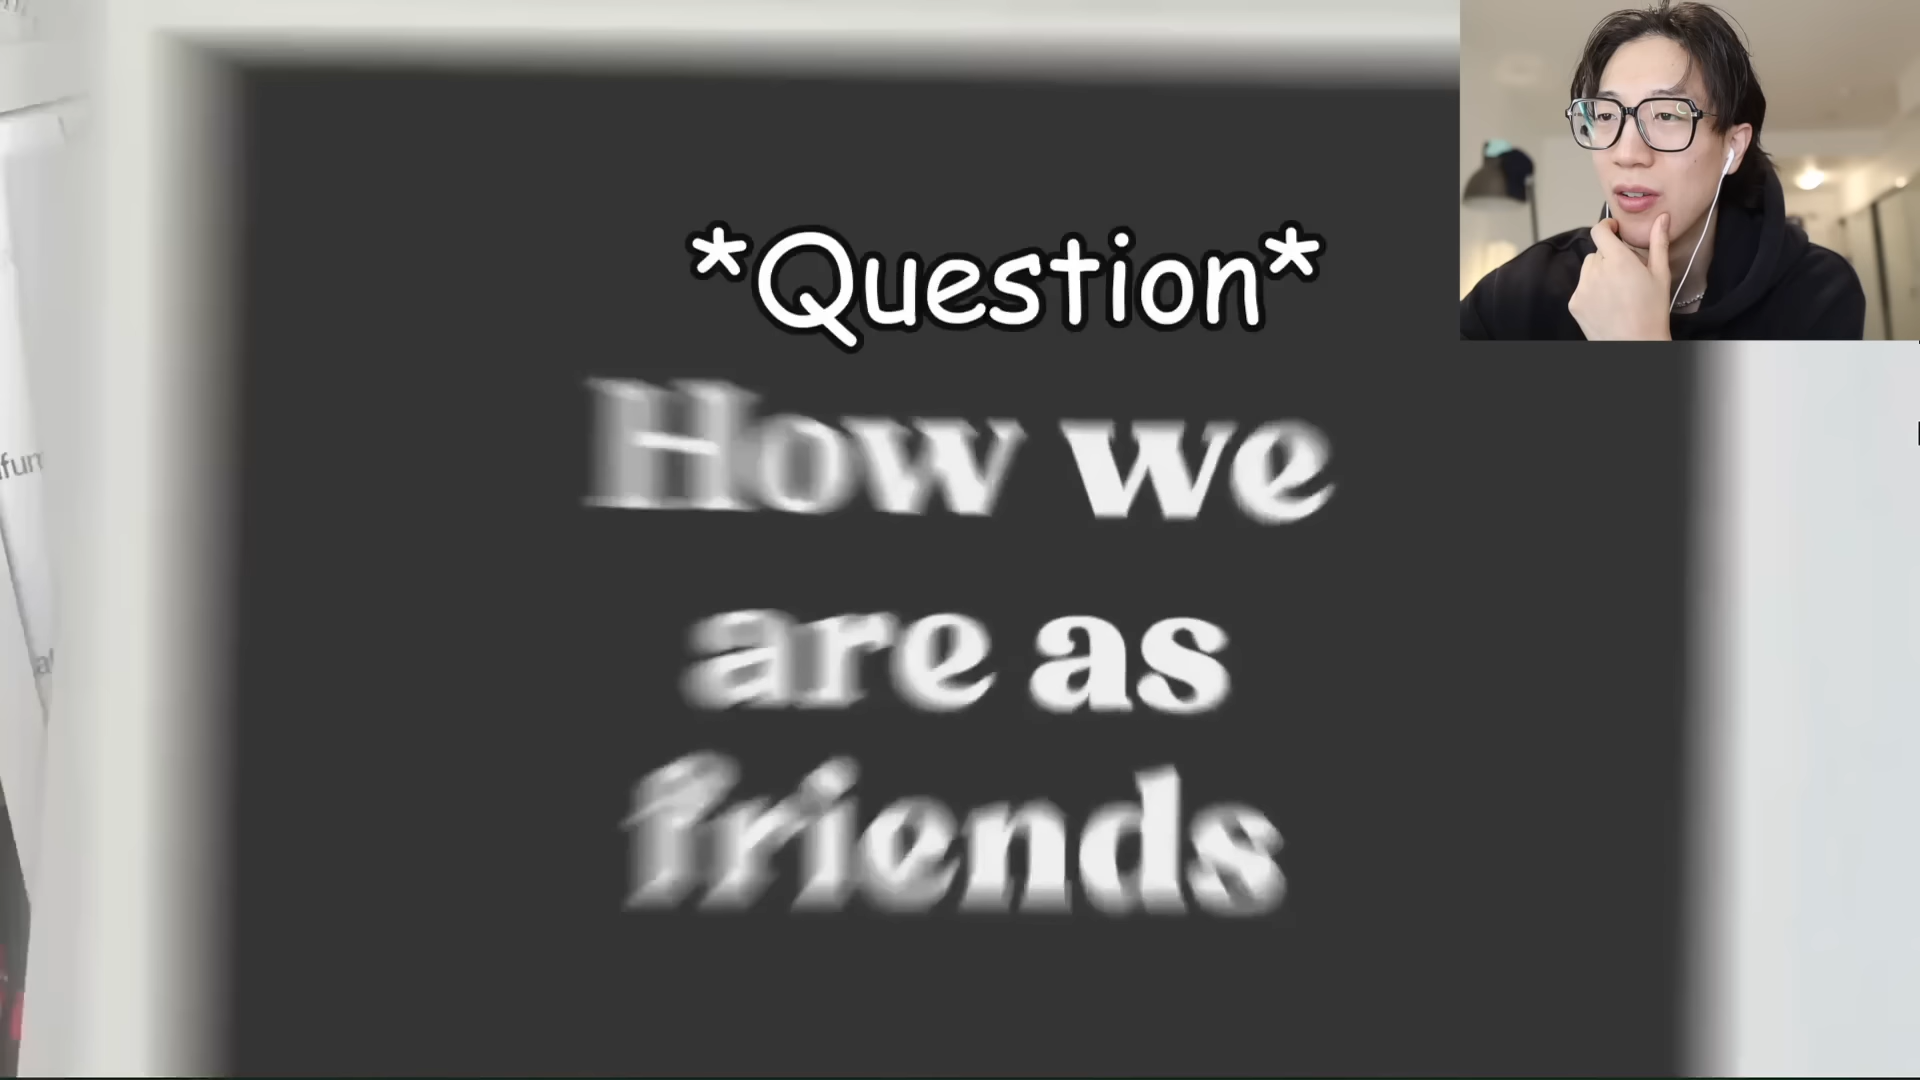 *Question*
How we
are as
friends